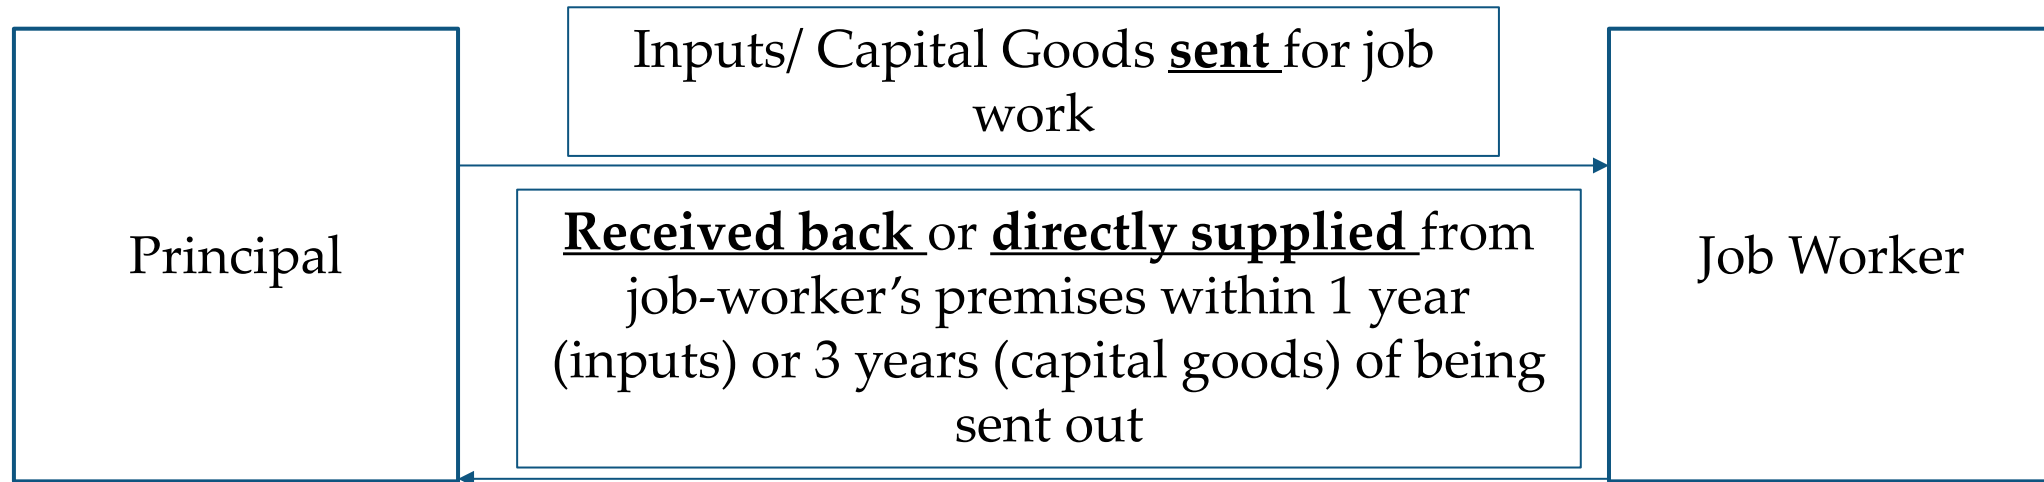 Principal
Inputs/ Capital Goods sent for job
work
Received back or directly supplied from
job-worker’s premises within 1 year
(inputs) or 3 years (capital goods) of being
sent out
Job Worker